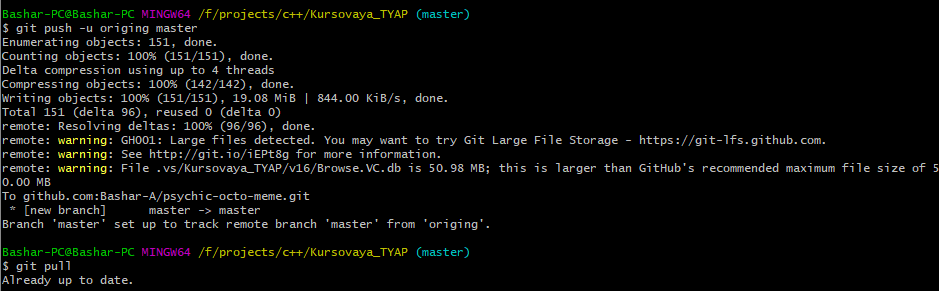 Bashar-PC@Bashar-PC MINGW64 /f/projects/c++/Kursovaya_TYAP (master)
$ git push -u origing master
Enumerating objects: 151, done.
Counting objects: 100% (151/151), done.
Delta compression using up to 4 threads
Compressing objects: 100% (142/142), done.
Writing objects: 100% (151/151), 19.08 MiB | 844.00 KiB/s, done.
Total 151 (delta 96), reused 0 (delta 0)
remote: Resolving deltas: 100% (96/96), done.
remote: warning: GH001: Large files detected. You may want to try Git Large File Storage - https://git-lfs.github.com.
remote: warning: See http://git.io/iEPt8g for more information.
remote: warning: File .vs/Kursovaya_TYAP/v16/Browse.VC.db is 50.98 MB; this is larger than GitHub's recommended maximum file size of 5
0.00 MB
To github.com:Bashar-A/psychic-octo-meme.git
 * [new branch]      master -> master
Branch 'master' set up to track remote branch 'master' from 'origing'.
Bashar-PC@Bashar-PC MINGW64 /f/projects/c++/Kursovaya_TYAP (master)
$ git pull
Already up to date.